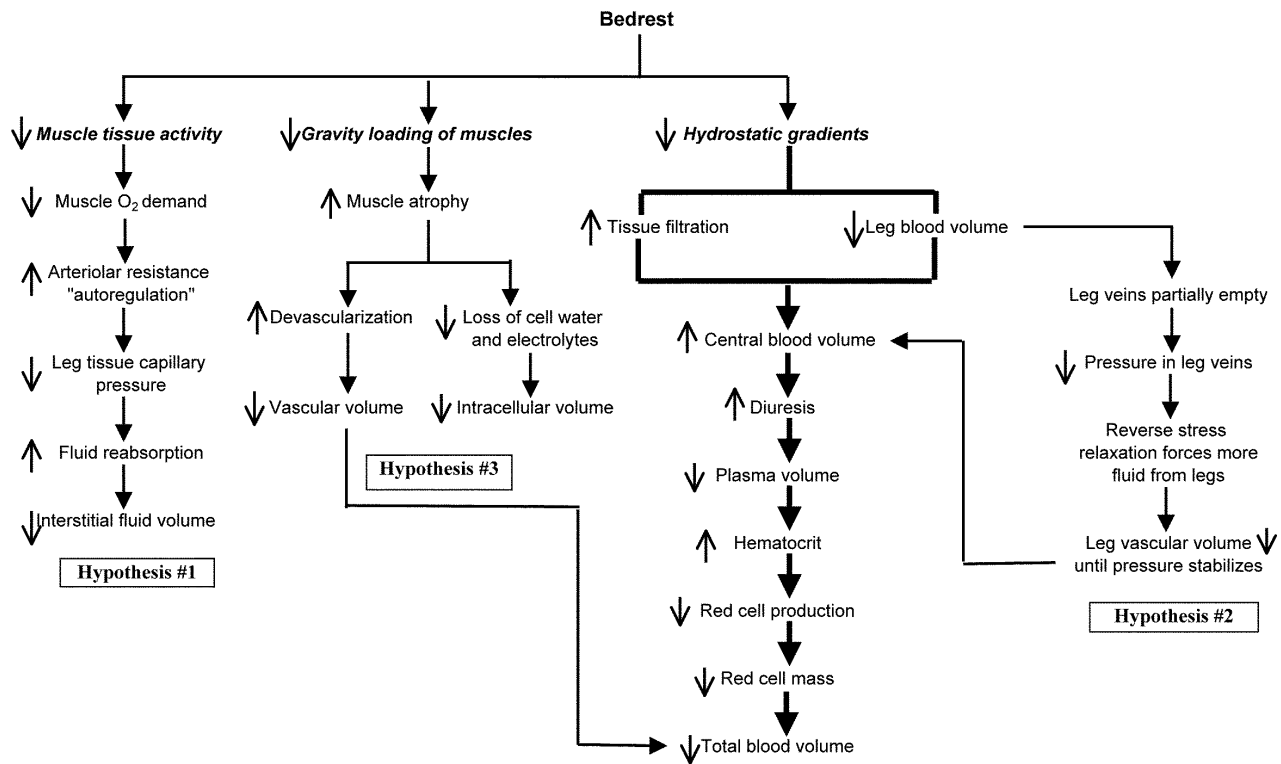 Bedrest
Muscle tissue activity
Muscle O2 demand
Arteriolar resistance
"autoregulation"
Leg tissue capillary
pressure
Fluid reabsorption
Interstitial fluid volume
Hypothesis #1
Gravity loading of muscles
Muscle atrophy
Devascularization
Vascular volume
Loss of cell water
and electrolytes
Intracellular volume
Hypothesis #3
Hydrostatic gradients
Tissue filtration
Leg blood volume
Central blood volume
Diuresis
Plasma volume
Hematocrit
Red cell production
Red cell mass
Total blood volume
Leg veins partially empty
Pressure in leg veins
Reverse stress
relaxation forces more
fluid from legs
Leg vascular volume
until pressure stabilizes
Hypothesis #2